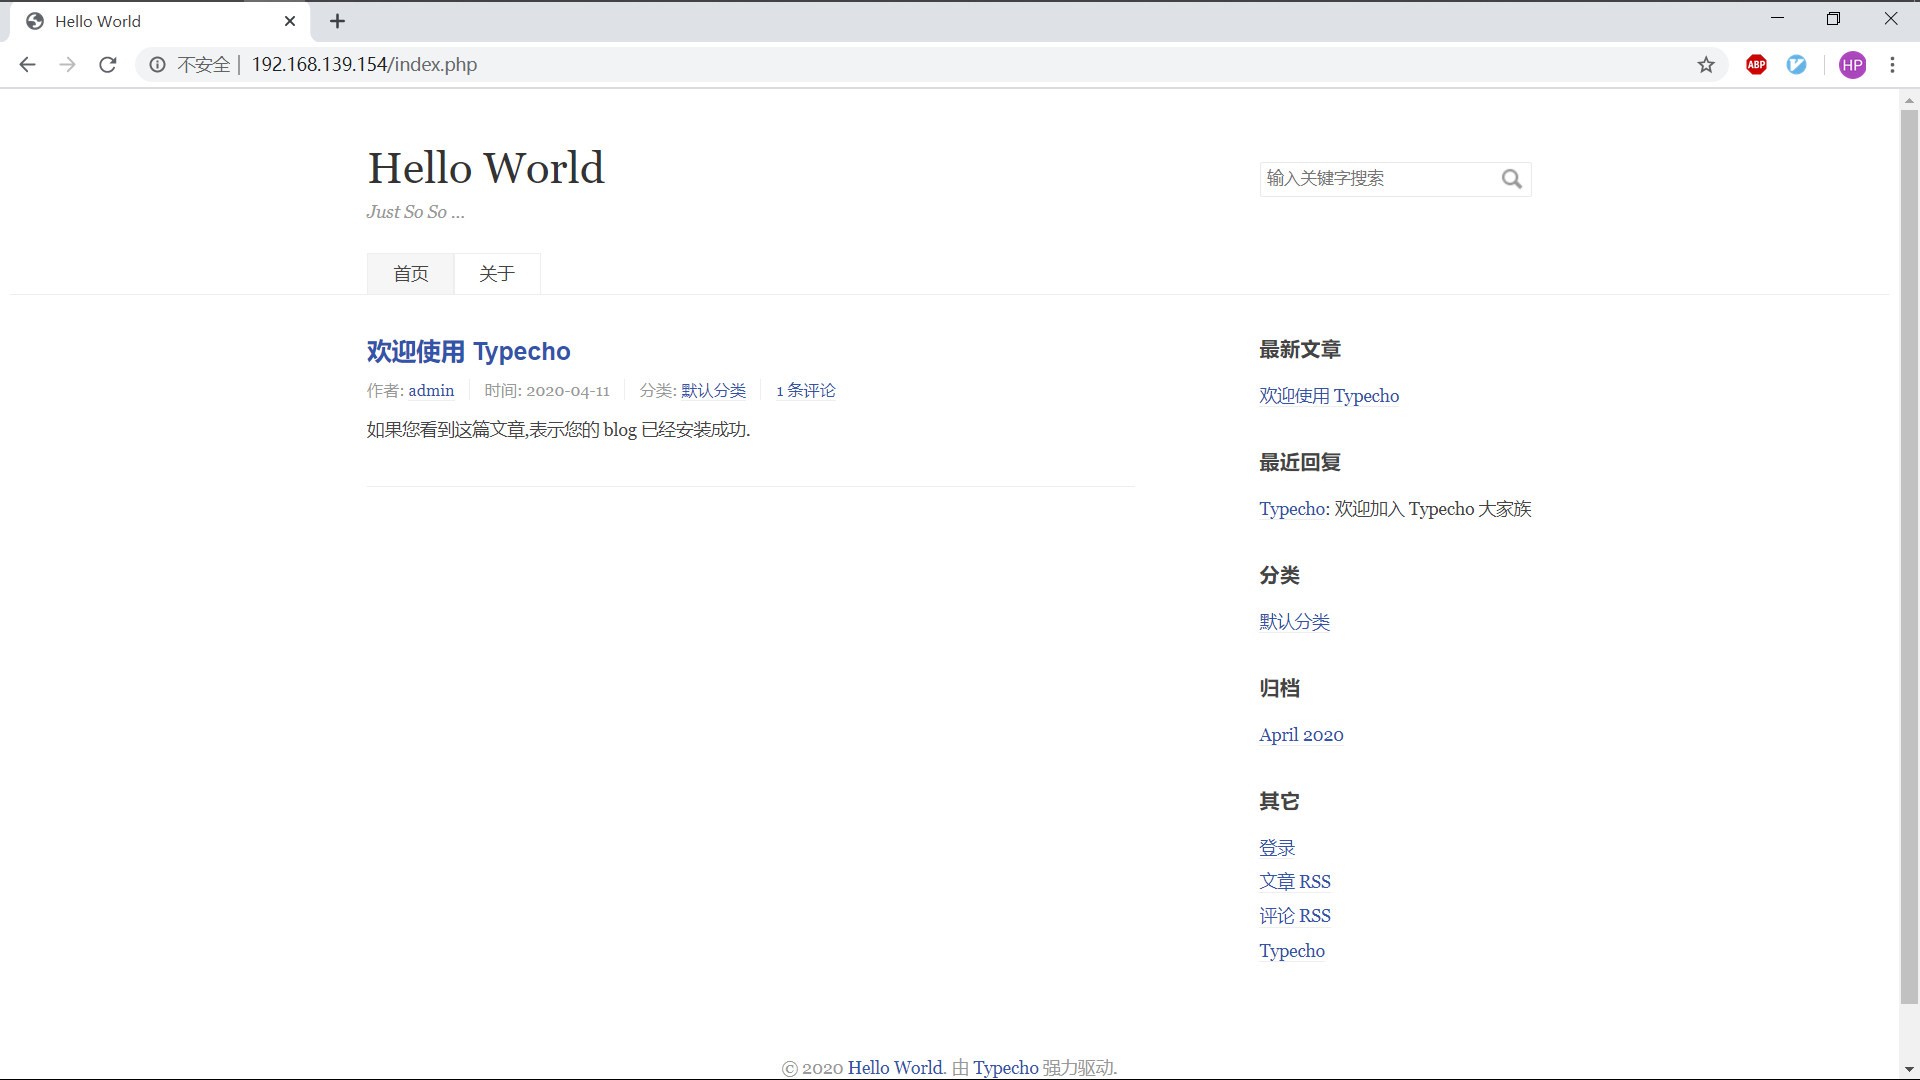 Hello World
不安全 | 192.168.139.154/index.php
ABP
HP
Hello World
输入关键字搜索
Just So So ...
首页 关于
欢迎使用 Typecho
作者: admin 时间: 2020-04-11 分类: 默认分类 1 条评论
如果您看到这篇文章,表示您的 blog 已经安装成功.
最新文章
欢迎使用 Typecho
最近回复
Typecho: 欢迎加入 Typecho 大家族
分类
默认分类
归档
April 2020
其它
登录
文章 RSS
评论 RSS
Typecho
© 2020 Hello World. 由 Typecho 强力驱动.